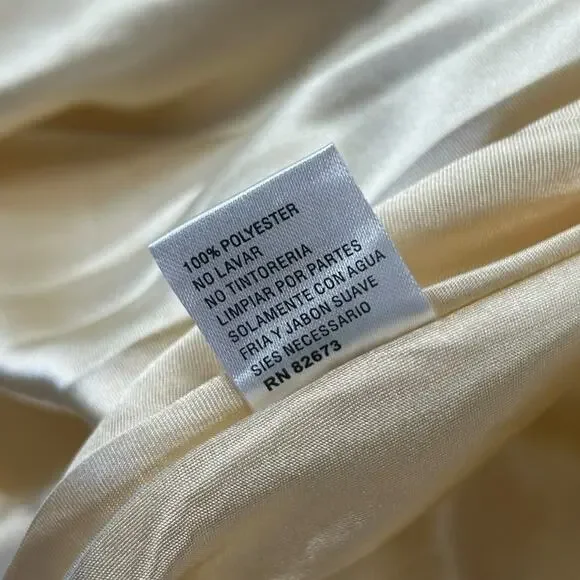 100% POLYESTER
NO LAVAR
NO TINTORERIA
LIMPIAR POR PARTES
SOLAMENTE CON AGUA
FRIA Y JABON SUAVE
SIES NECESSARIO
RN 82673